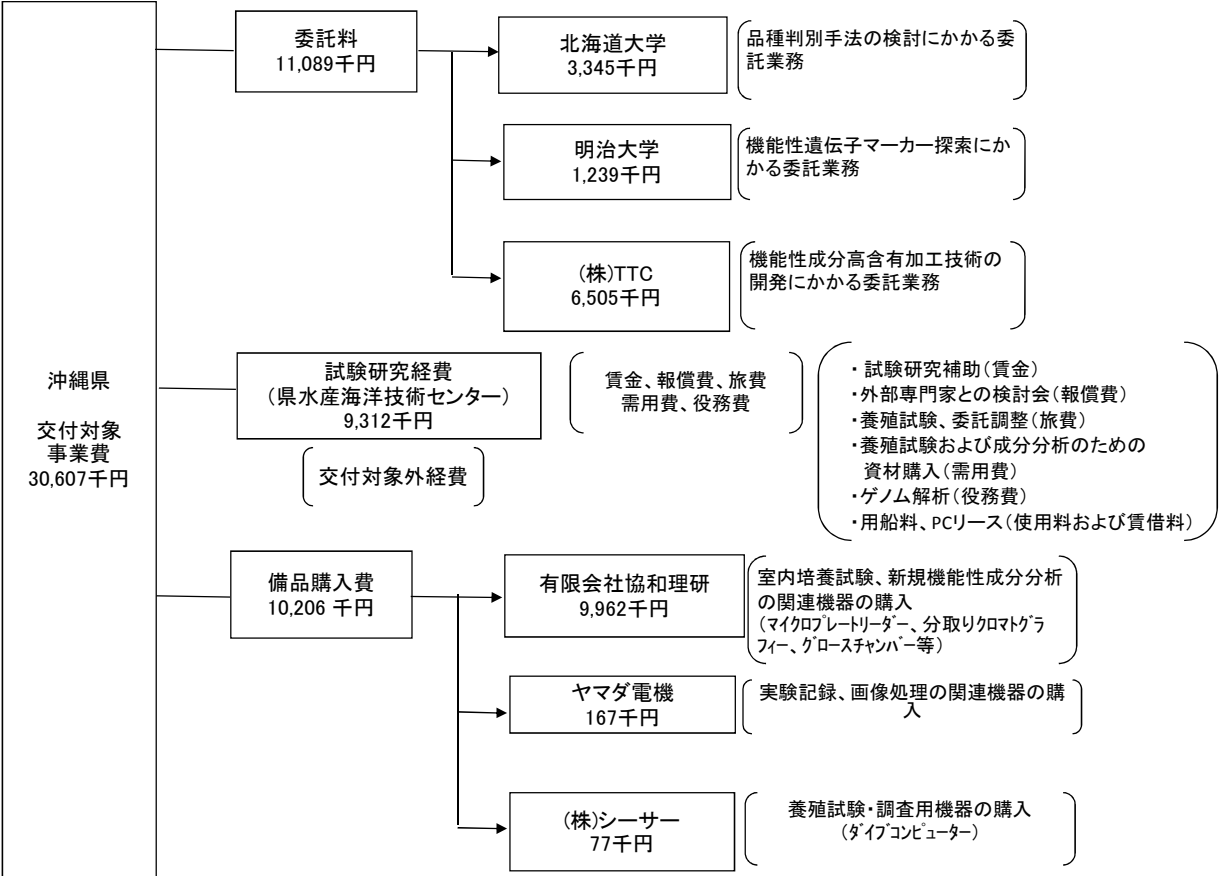 沖縄県
交付対象
事業費
30,607千円
委託料
11,089千円
北海道大学
3,345千円
品種判別手法の検討にかかる委
託業務
明治大学
1,239千円
機能性遺伝子マーカー探索にか
かる委託業務
(株)TTC
6,505千円
機能性成分高含有加工技術の
開発にかかる委託業務
試験研究経費
(県水産海洋技術センター)
9,312千円
賃金、報償費、旅費
需用費、役務費
・試験研究補助(賃金)
・外部専門家との検討会(報償費)
・養殖試験、委託調整(旅費)
・養殖試験および成分分析のための
資材購入(需用費)
・ゲノム解析(役務費)
・用船料、PCリース(使用料および賃借料)
交付対象外経費
備品購入費
10,206 千円
有限会社協和理研
9,962千円
室内培養試験、新規機能性成分分析
の関連機器の購入
(ﾏｲｸﾛﾌﾟﾚｰﾄﾘｰﾀﾞｰ、分取りｸﾛﾏﾄｸﾞﾗ
ﾌｨｰ、ｸﾞﾛｰｽﾁｬﾝﾊﾞｰ等)
ヤマダ電機
167千円
実験記録、画像処理の関連機器の購
入
(株)シーサー
77千円
養殖試験・調査用機器の購入
(ﾀﾞｲﾌﾞｺﾝﾋﾟｭｰﾀｰ)